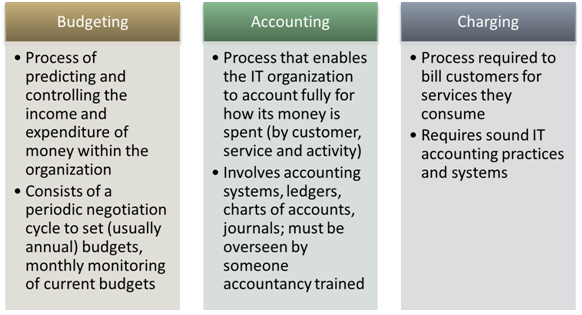 Budgeting
• Process of
predicting and
controlling the
income and
expenditure of
money within the
organization
• Consists of a
periodic negotiation
cycle to set (usually
annual) budgets,
monthly monitoring
of current budgets
Accounting
• Process that enables
the IT organization
to account fully for
how its money is
spent (by customer,
service and activity)
• Involves accounting
systems, ledgers,
charts of accounts,
journals; must be
overseen by
someone
accountancy trained
Charging
• Process required to
bill customers for
services they
consume
• Requires sound IT
accounting practices
and systems